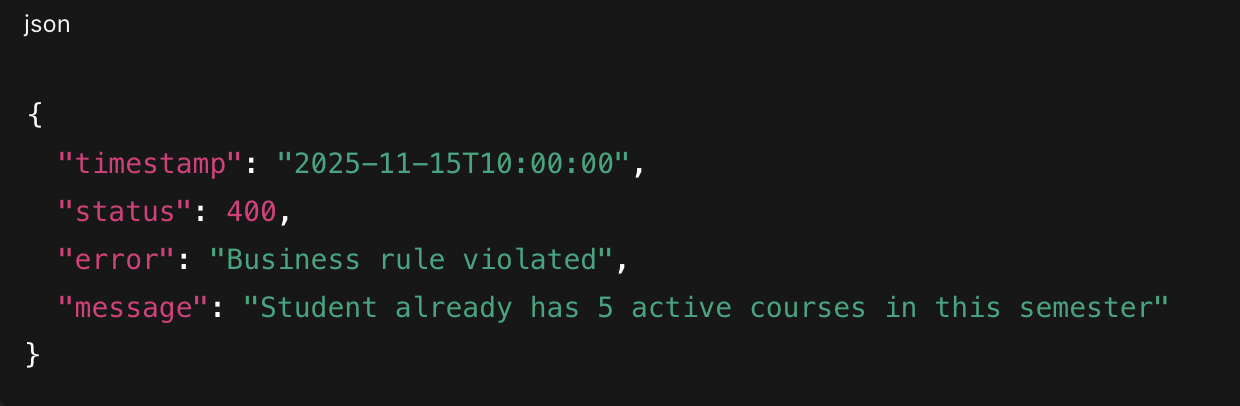 json
{
"timestamp": "2025-11-15T10:00:00",
"status": 400,
"error": "Business rule violated",
"message": "Student already has 5 active courses in this semester"
}